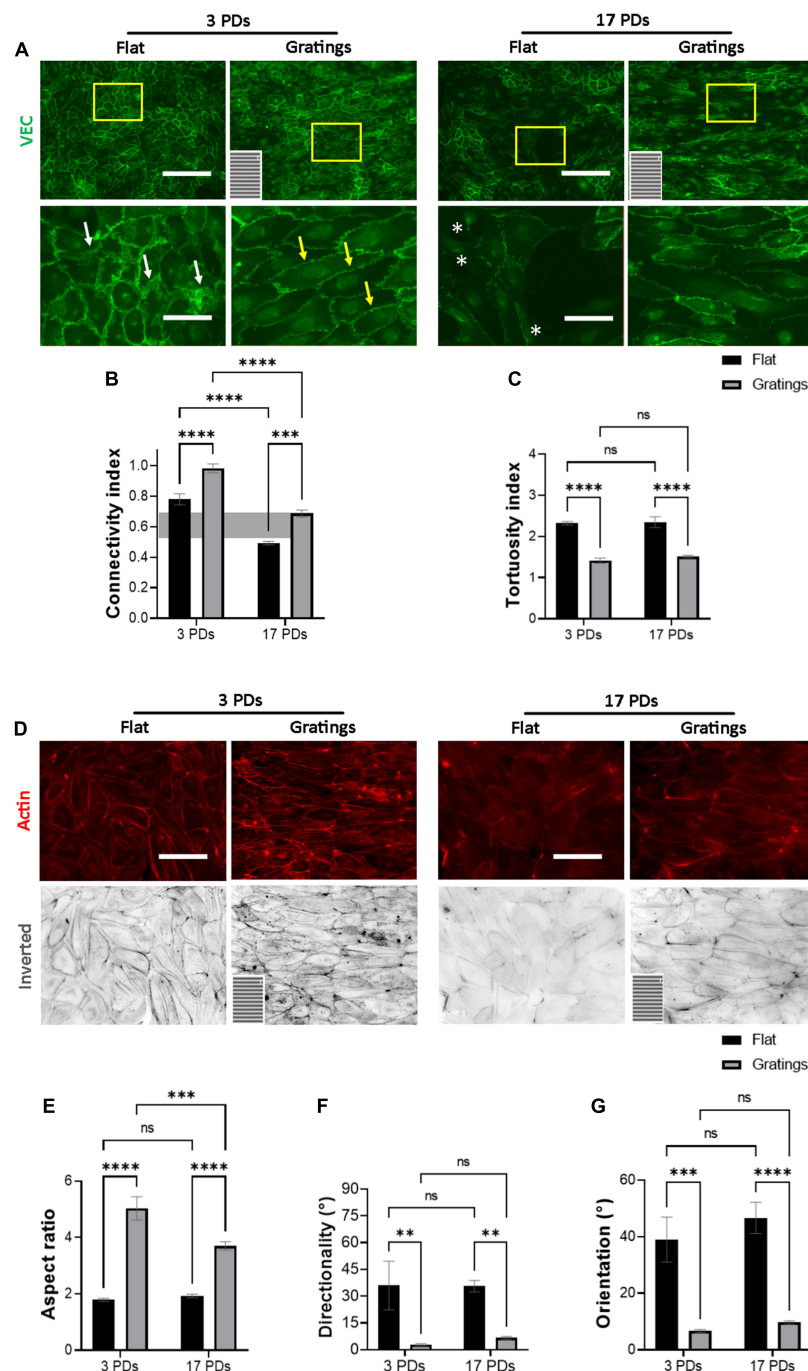 3 PDs 17 PDs
A Flat Gratings Flat Gratings
VEC
* * *
Flat
Gratings
B
****
****
**** ***
Connectivity index
1.0
0.8
0.6
0.4
0.2
0.0
3 PDs 17 PDs
C
ns
ns
**** ****
Tortuosity index
4
3
2
1
0
3 PDs 17 PDs
3 PDs 17 PDs
D Flat Gratings Flat Gratings
Actin
Inverted
Flat
Gratings
E
***
ns
**** ****
Aspect ratio
6
4
2
0
3 PDs 17 PDs
F
ns
ns
** **
Directionality (°)
90
75
60
45
30
15
0
3 PDs 17 PDs
G
ns
ns
*** ****
Orientation (°)
60
40
20
0
3 PDs 17 PDs